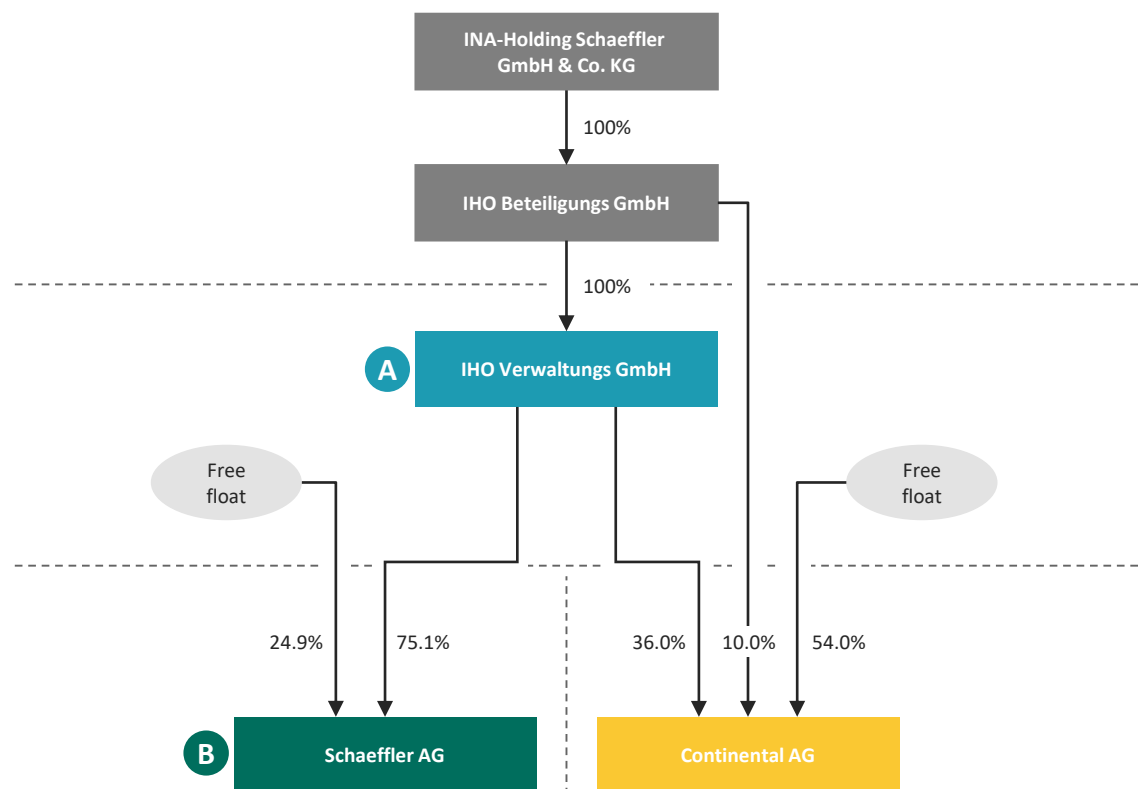 INA-Holding Schaeffler
GmbH & Co. KG
100%
IHO Beteiligungs GmbH
100%
A
IHO Verwaltungs GmbH
Free
float
Free
float
24.9%
75.1%
36.0%
10.0%
54.0%
B
Schaeffler AG
Continental AG